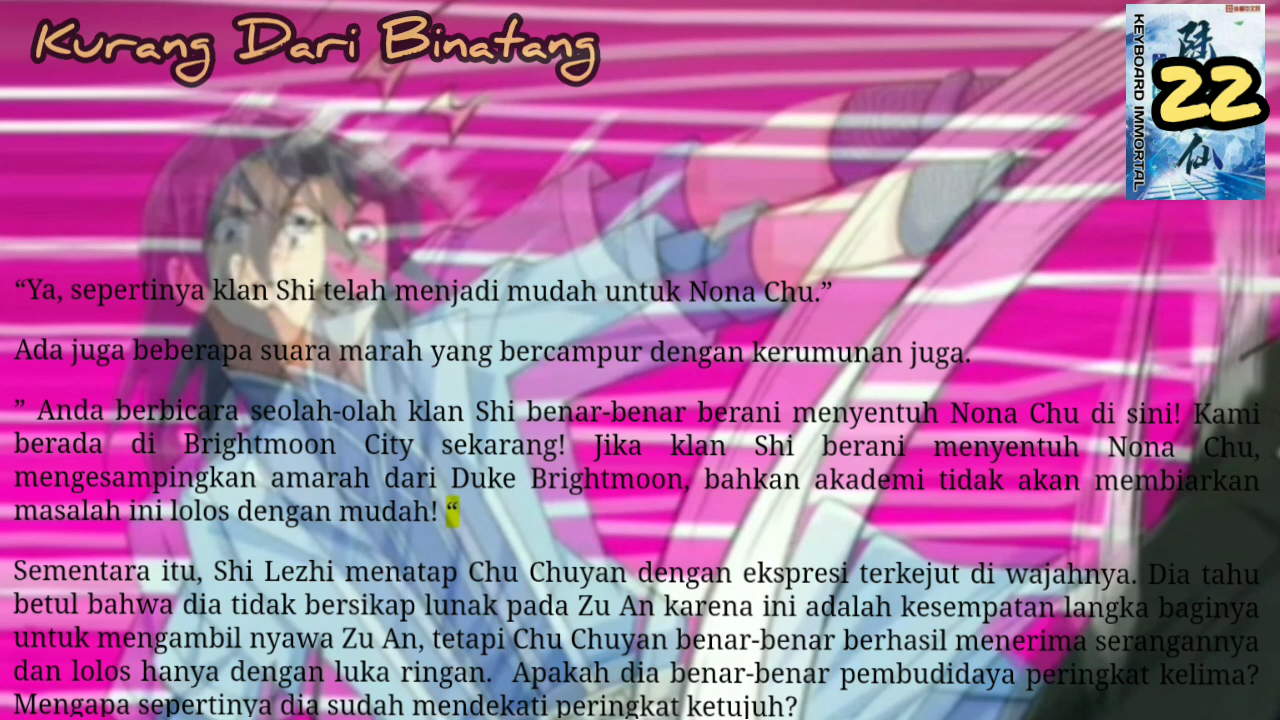 Kurang Dari Binatang
KEYBOARD IMMORTAL
22
仙
“Ya, sepertinya klan Shi telah menjadi mudah untuk Nona Chu.”
Ada juga beberapa suara marah yang bercampur dengan kerumunan juga.
” Anda berbicara seolah-olah klan Shi benar-benar berani menyentuh Nona Chu di sini! Kami
berada di Brightmoon City sekarang! Jika klan Shi berani menyentuh Nona Chu,
mengesampingkan amarah dari Duke Brightmoon, bahkan akademi tidak akan membiarkan
masalah ini lolos dengan mudah! “
Sementara itu, Shi Lezhi menatap Chu Chuyan dengan ekspresi terkejut di wajahnya. Dia tahu
betul bahwa dia tidak bersikap lunak pada Zu An karena ini adalah kesempatan langka baginya
untuk mengambil nyawa Zu An, tetapi Chu Chuyan benar-benar berhasil menerima serangannya
dan lolos hanya dengan luka ringan. Apakah dia benar-benar pembudidaya peringkat kelima?
Mengapa sepertinya dia sudah mendekati peringkat ketujuh?